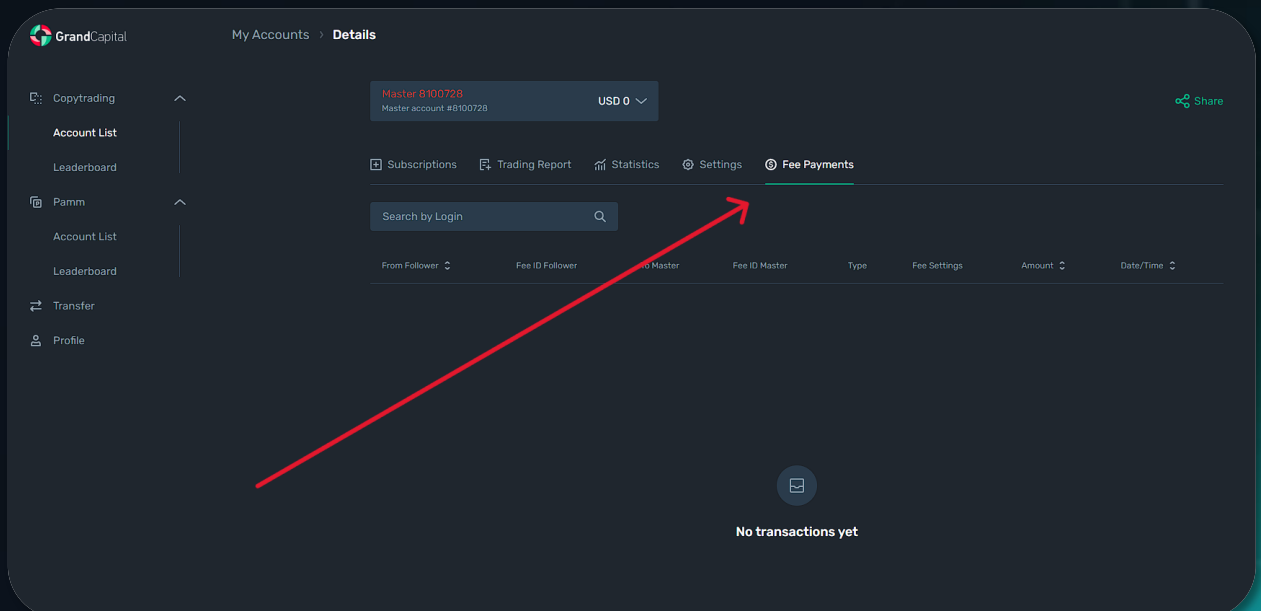 GrandCapital
My Accounts > Details
Copytrading
Account List
Leaderboard
Pamm
Account List
Leaderboard
Transfer
Profile
Master 8100728
Master account #8100728
USD 0
Share
Subscriptions Trading Report Statistics Settings Fee Payments
Search by Login
From Follower Fee ID Follower Master Fee ID Master Type Fee Settings Amount Date/Time
No transactions yet